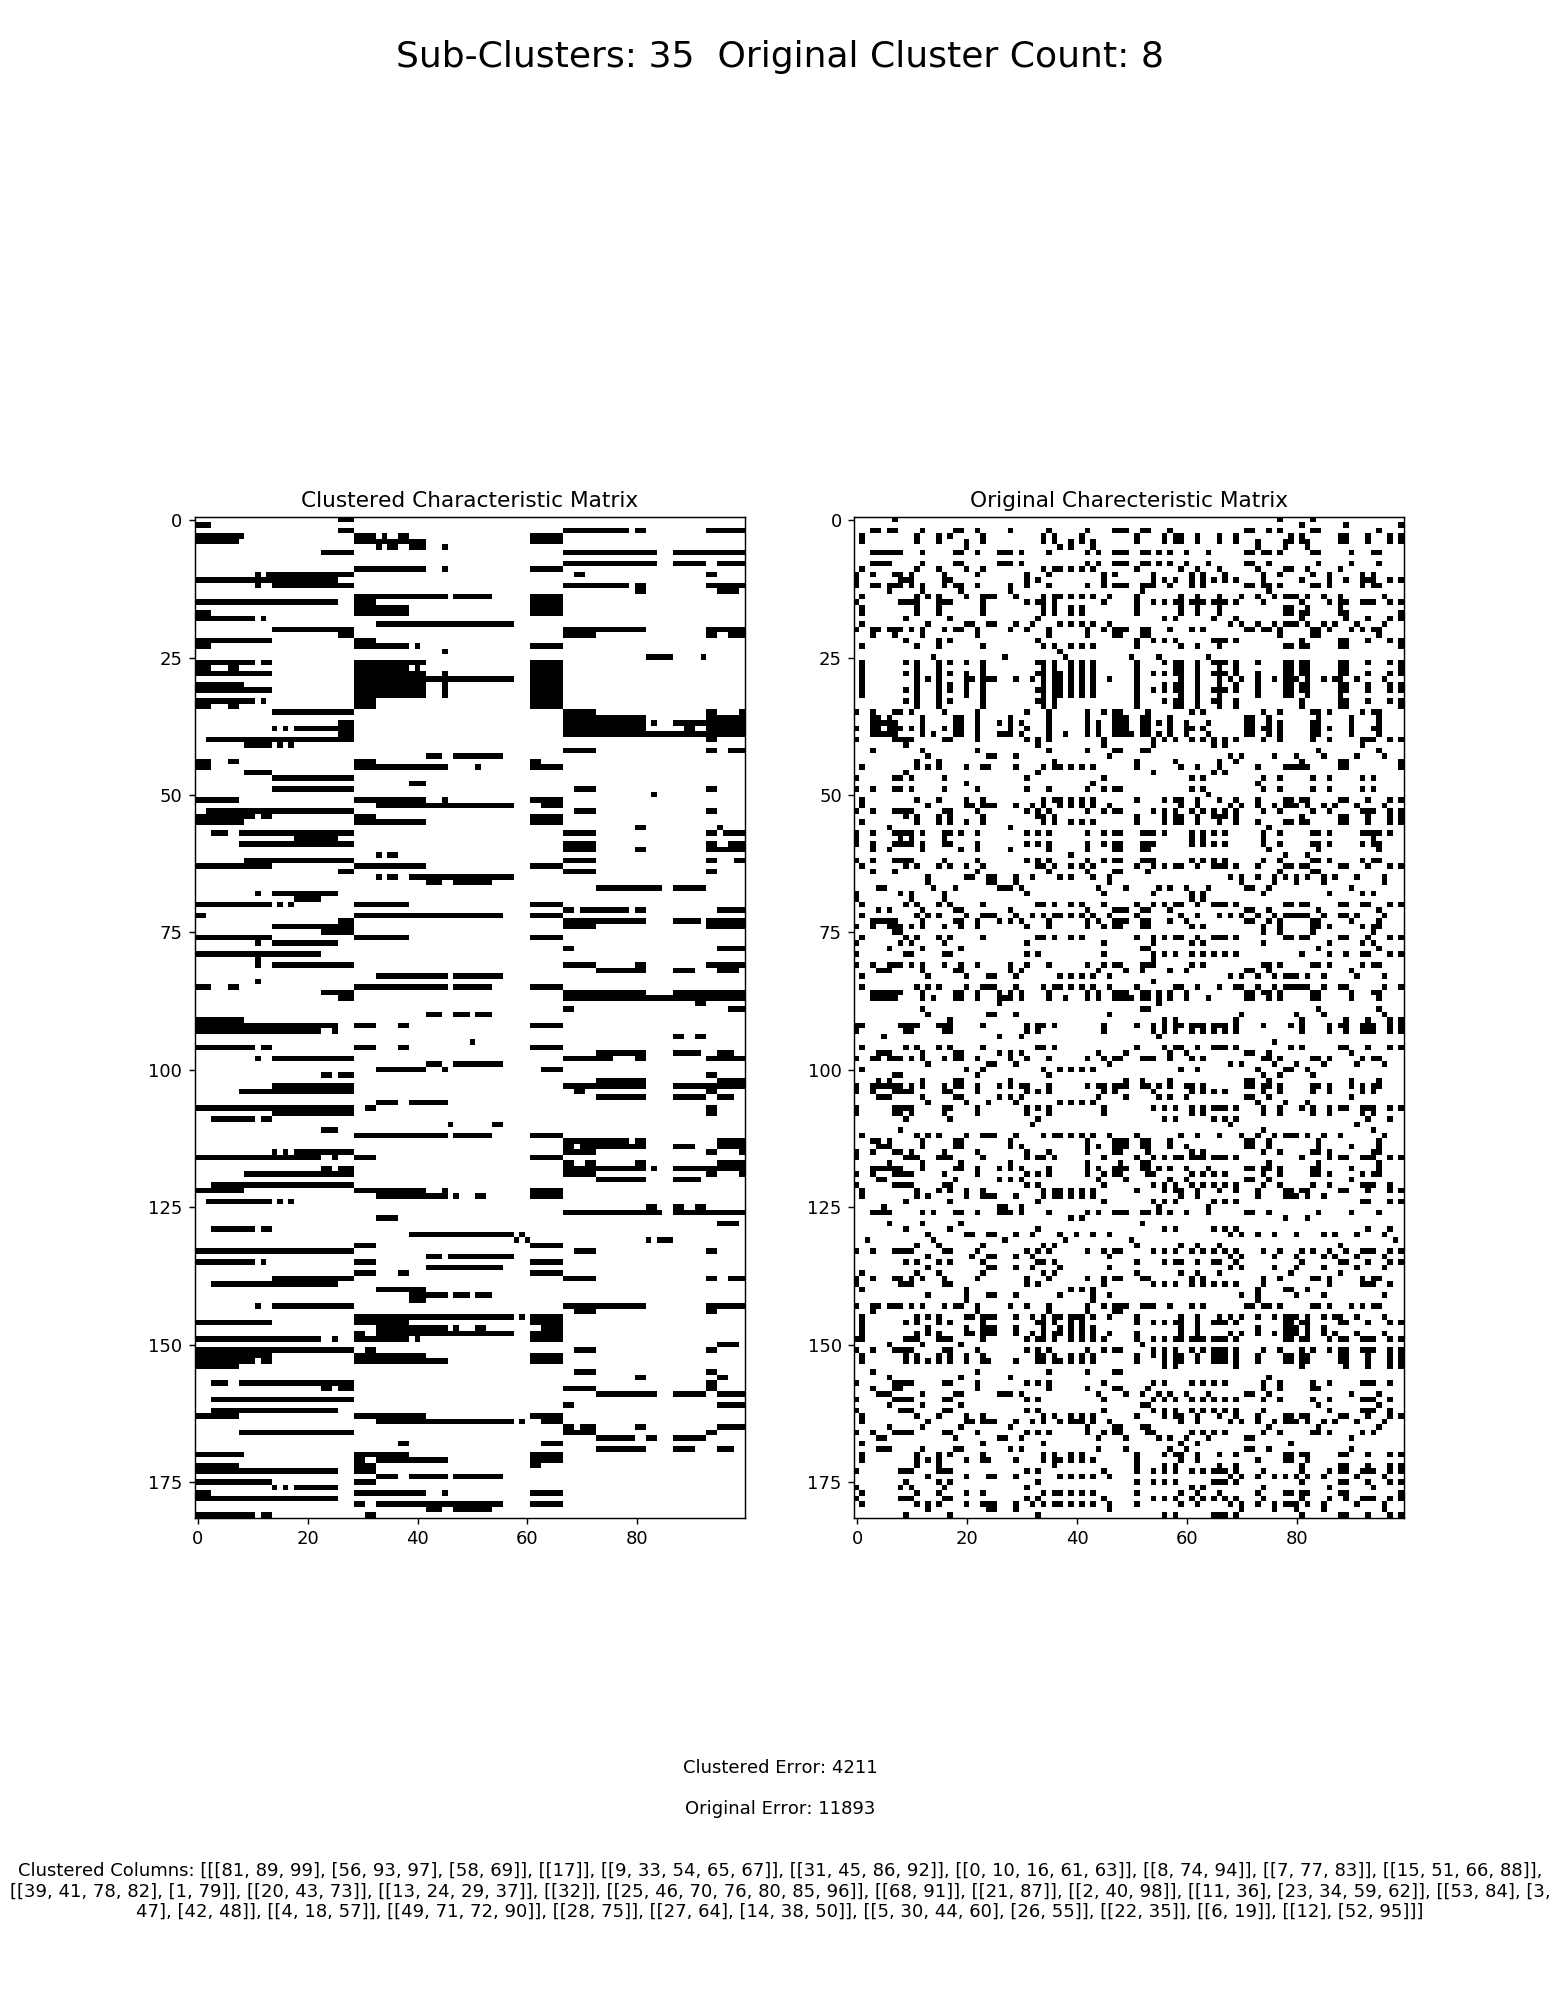 Sub-Clusters: 35  Original Cluster Count: 8
Clustered Characteristic Matrix
Original Charecteristic Matrix
0
25
50
75
100
125
150
175
0 20 40 60 80
0
25
50
75
100
125
150
175
0 20 40 60 80
Clustered Error: 4211
Original Error: 11893
Clustered Columns: [[[81, 89, 99], [56, 93, 97], [58, 69]], [[17]], [[9, 33, 54, 65, 67]], [[31, 45, 86, 92]], [[0, 10, 16, 61, 63]], [[8, 74, 94]], [[7, 77, 83]], [[15, 51, 66, 88]],
[[39, 41, 78, 82], [1, 79]], [[20, 43, 73]], [[13, 24, 29, 37]], [[32]], [[25, 46, 70, 76, 80, 85, 96]], [[68, 91]], [[21, 87]], [[2, 40, 98]], [[11, 36], [23, 34, 59, 62]], [[53, 84], [3,
47], [42, 48]], [[4, 18, 57]], [[49, 71, 72, 90]], [[28, 75]], [[27, 64], [14, 38, 50]], [[5, 30, 44, 60], [26, 55]], [[22, 35]], [[6, 19]], [[12], [52, 95]]]